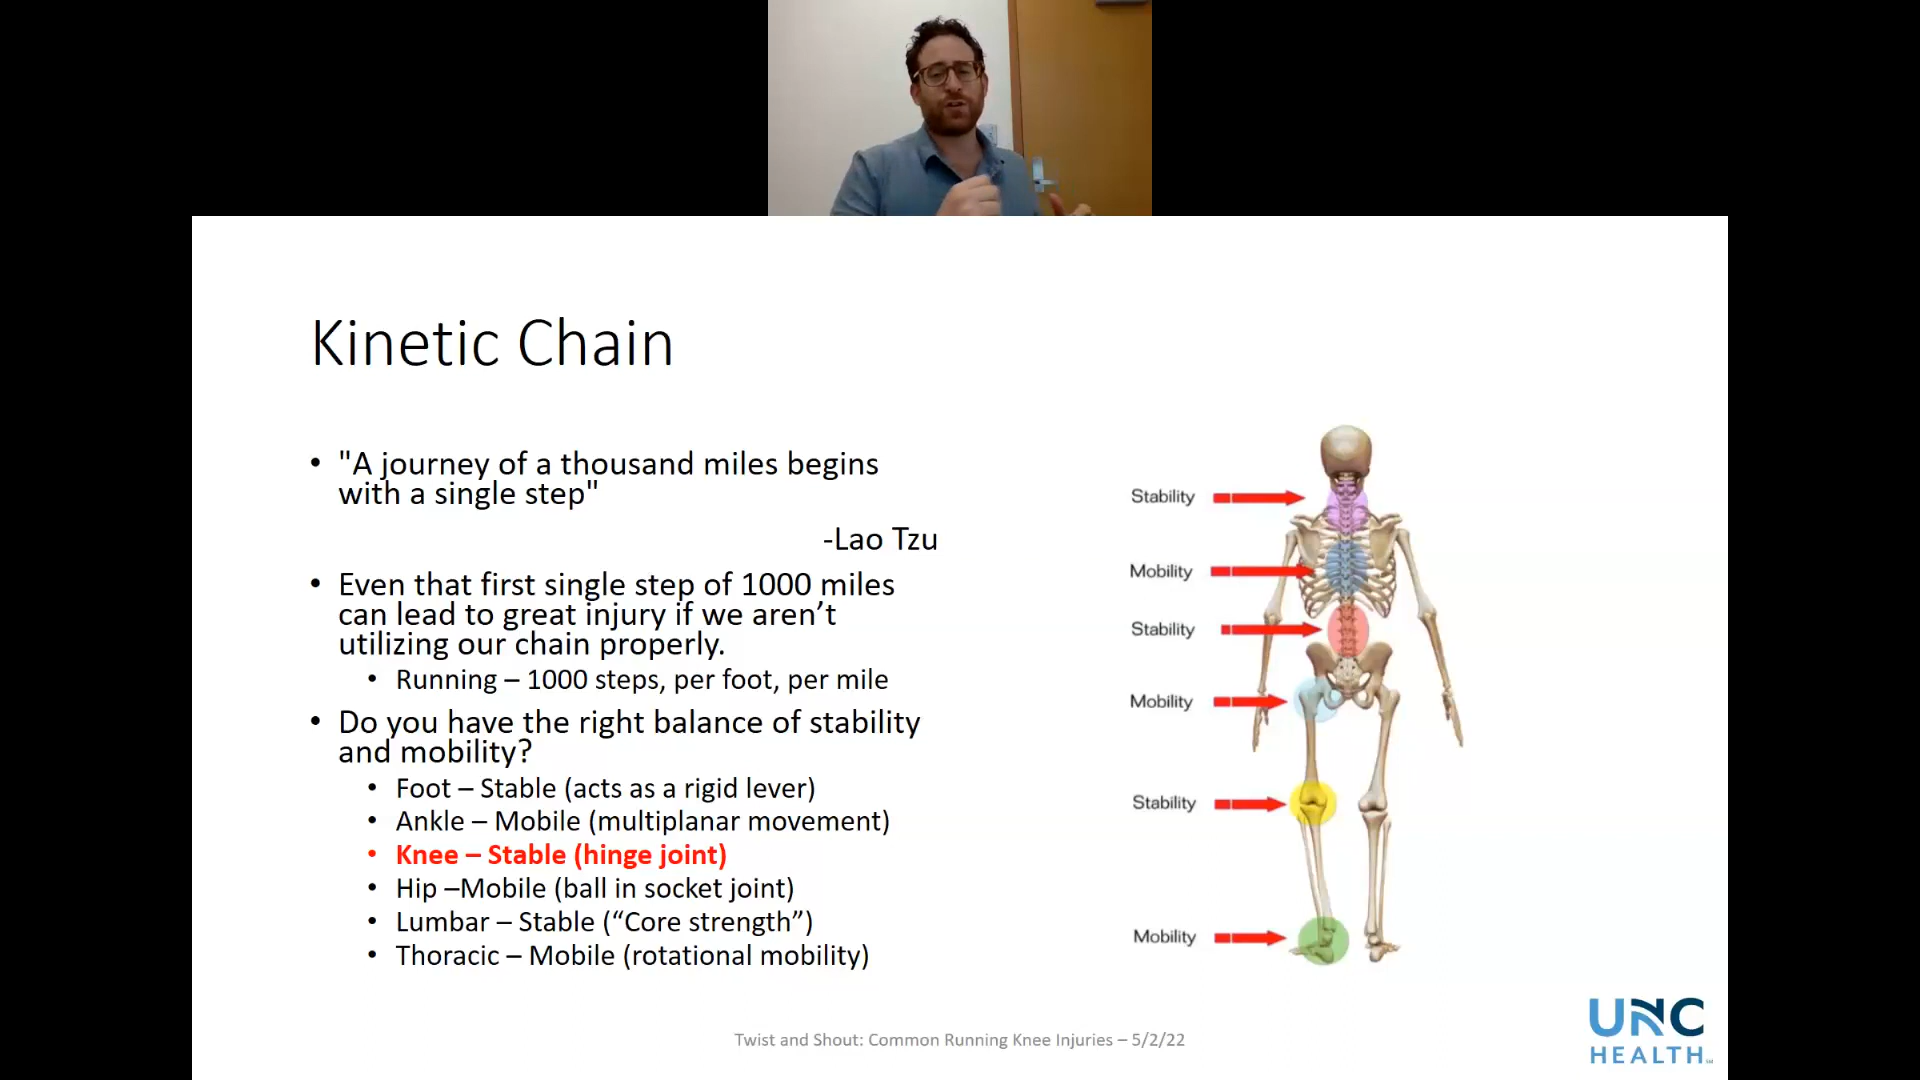 Kinetic Chain
• "A journey of a thousand miles begins
with a single step"
-Lao Tzu
• Even that first single step of 1000 miles
can lead to great injury if we aren’t
utilizing our chain properly.
• Running – 1000 steps, per foot, per mile
• Do you have the right balance of stability
and mobility?
• Foot – Stable (acts as a rigid lever)
• Ankle – Mobile (multiplanar movement)
• Knee – Stable (hinge joint)
• Hip –Mobile (ball in socket joint)
• Lumbar – Stable (“Core strength”)
• Thoracic – Mobile (rotational mobility)
Stability
Mobility
Stability
Mobility
Stability
Mobility
Twist and Shout: Common Running Knee Injuries – 5/2/22
UNC
HEALTH